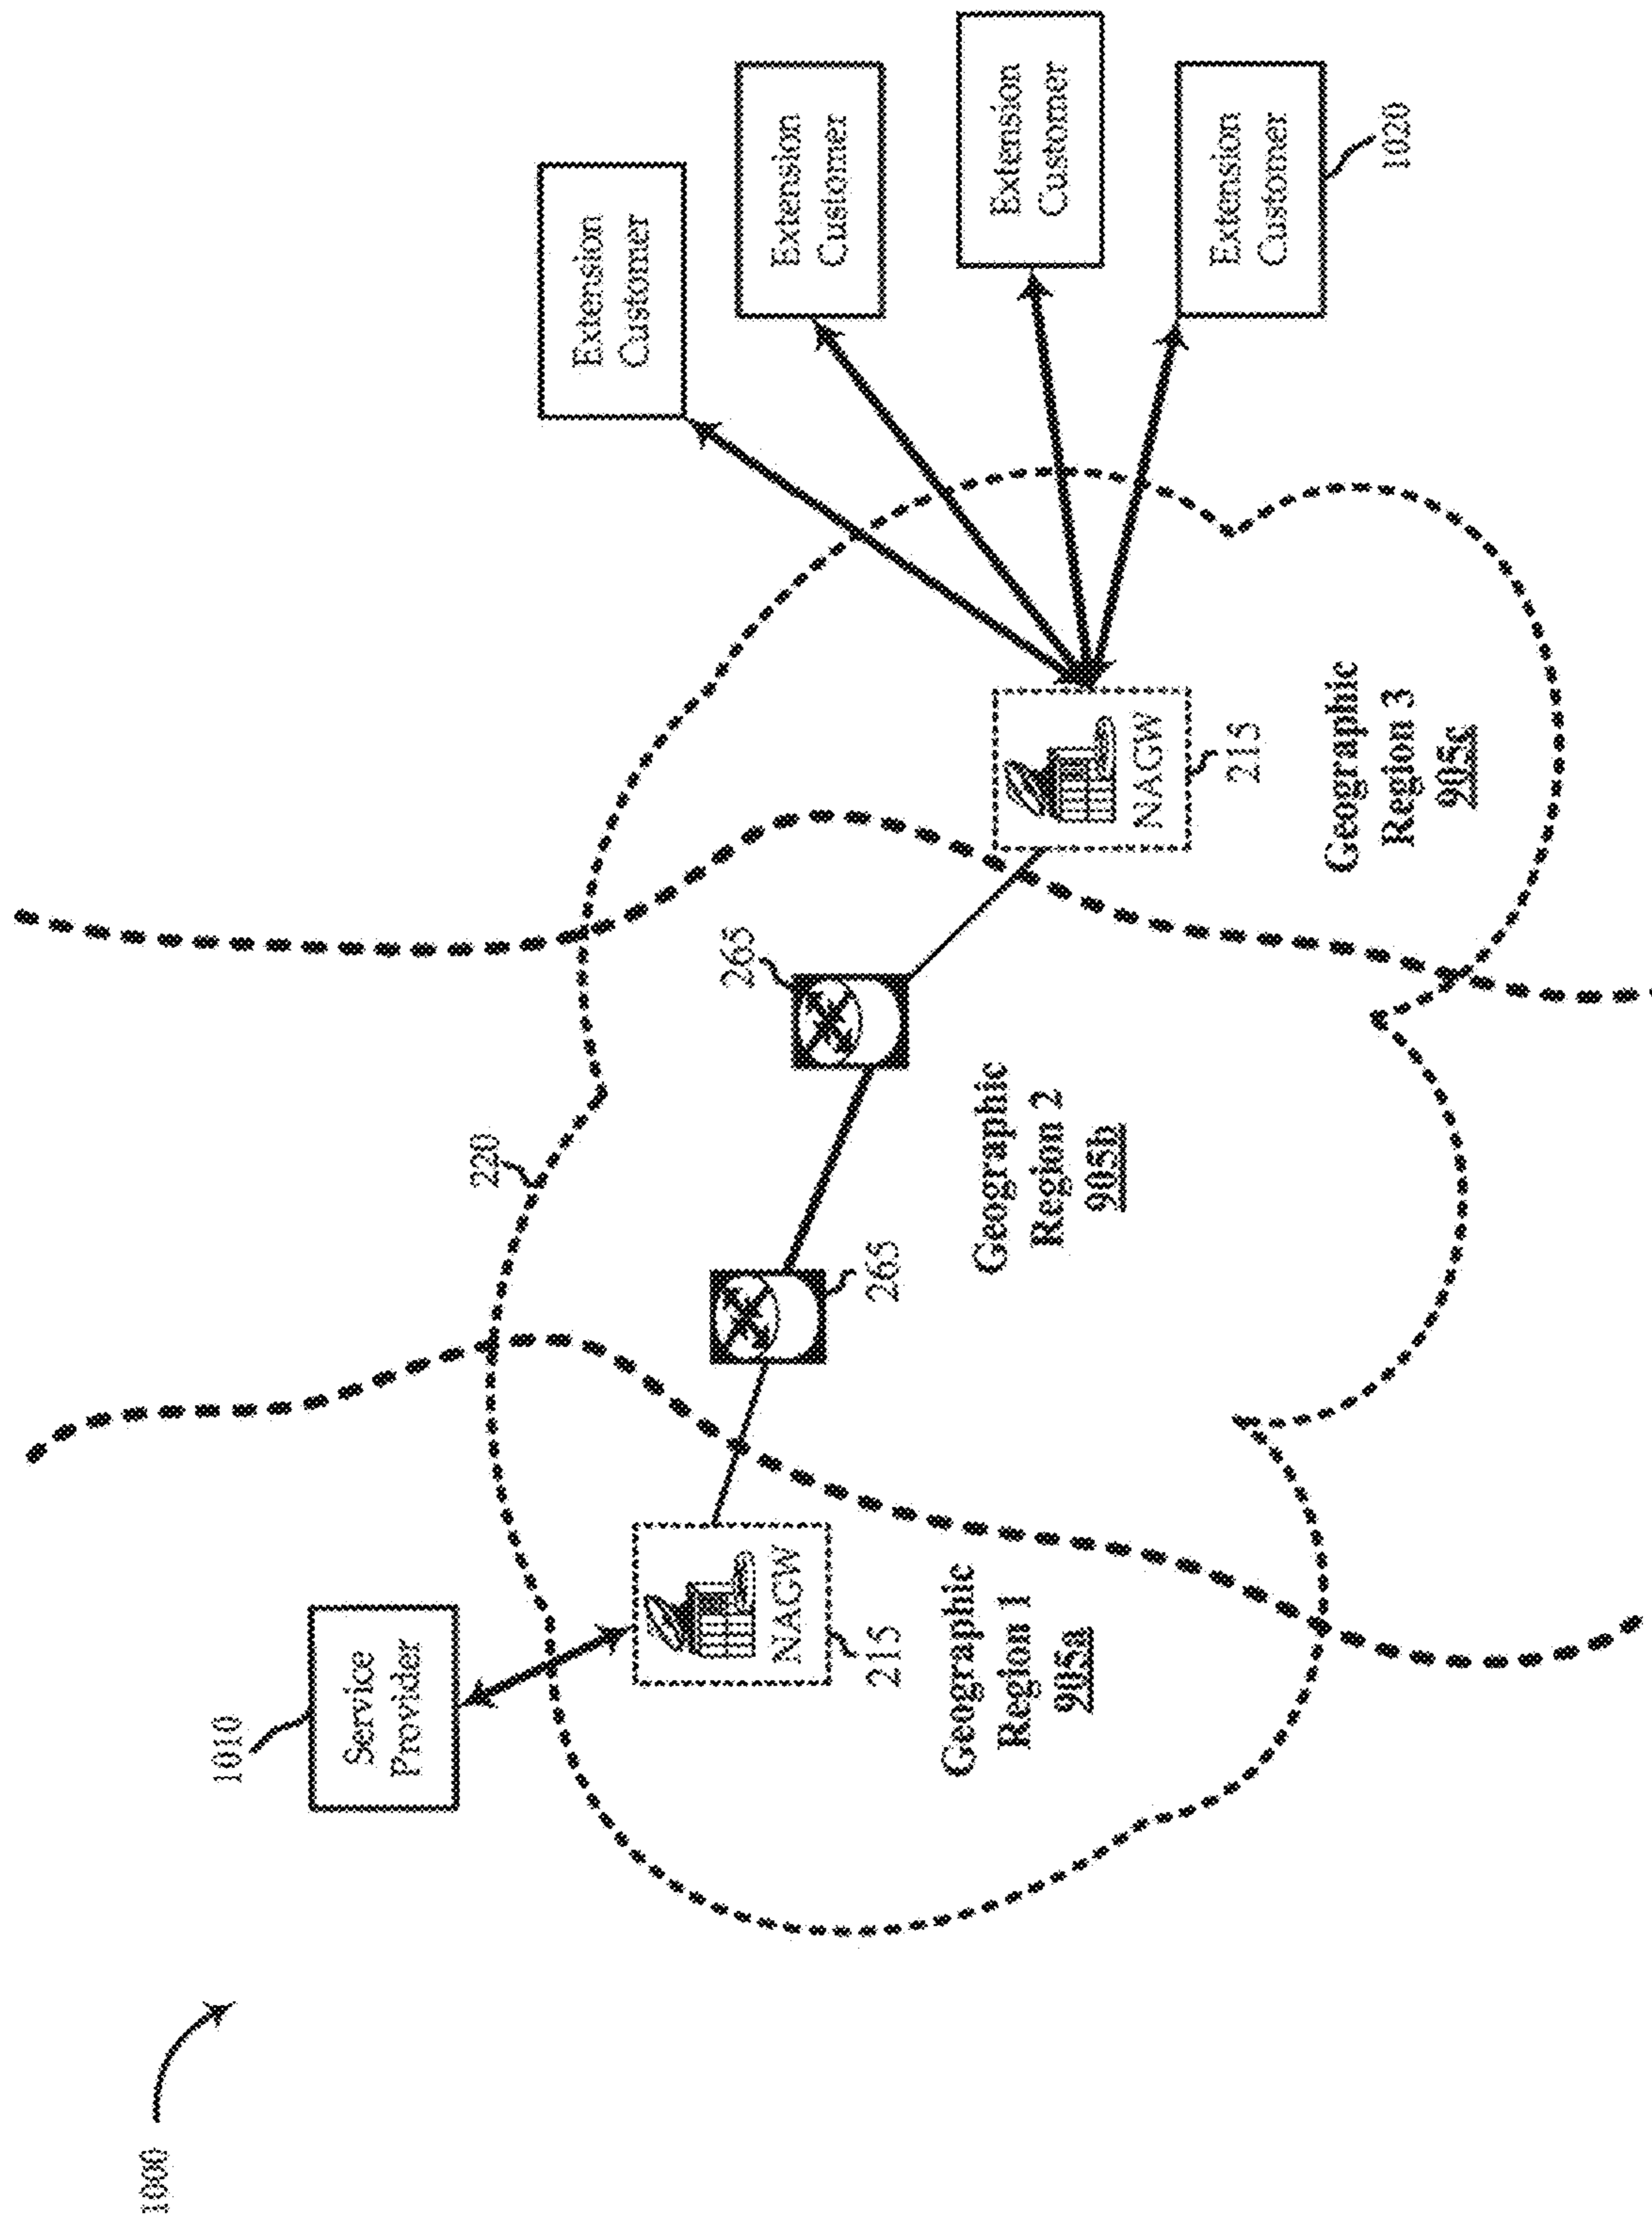 1000
1010
Service
Provider
220
265
265
NAGW
215
NAGW
215
Geographic
Region 1
905a
Geographic
Region 2
905b
Geographic
Region 3
905c
Extension
Customer
Extension
Customer
Extension
Customer
Extension
Customer
1020